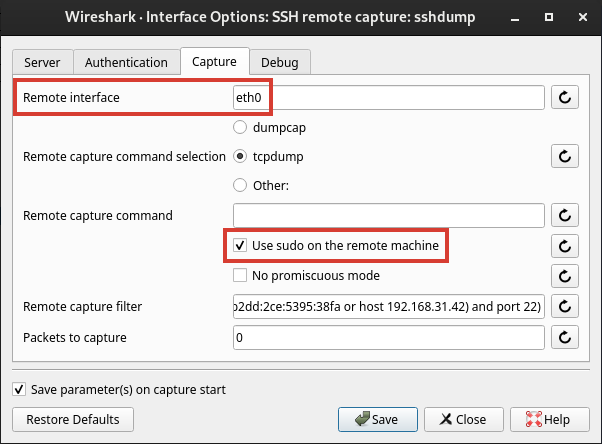 Wireshark · Interface Options: SSH remote capture: sshdump
Server Authentication Capture Debug
Remote interface eth0
dumpcap
Remote capture command selection tcpdump
Other:
Remote capture command
Use sudo on the remote machine
No promiscuous mode
Remote capture filter b2dd:2ce:5395:38fa or host 192.168.31.42) and port 22)
Packets to capture 0
Save parameter(s) on capture start
Restore Defaults Save Close Help